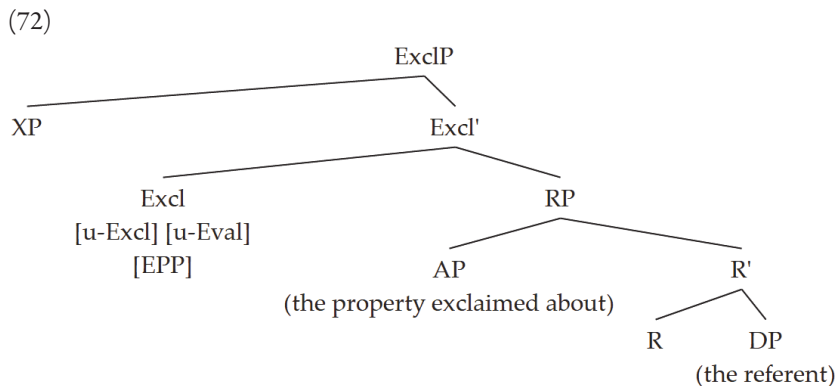 (72)
ExclP
XP Excl'
Excl RP
[u-Excl] [u-Eval]
[EPP] AP R'
(the property exclaimed about)
R DP
(the referent)